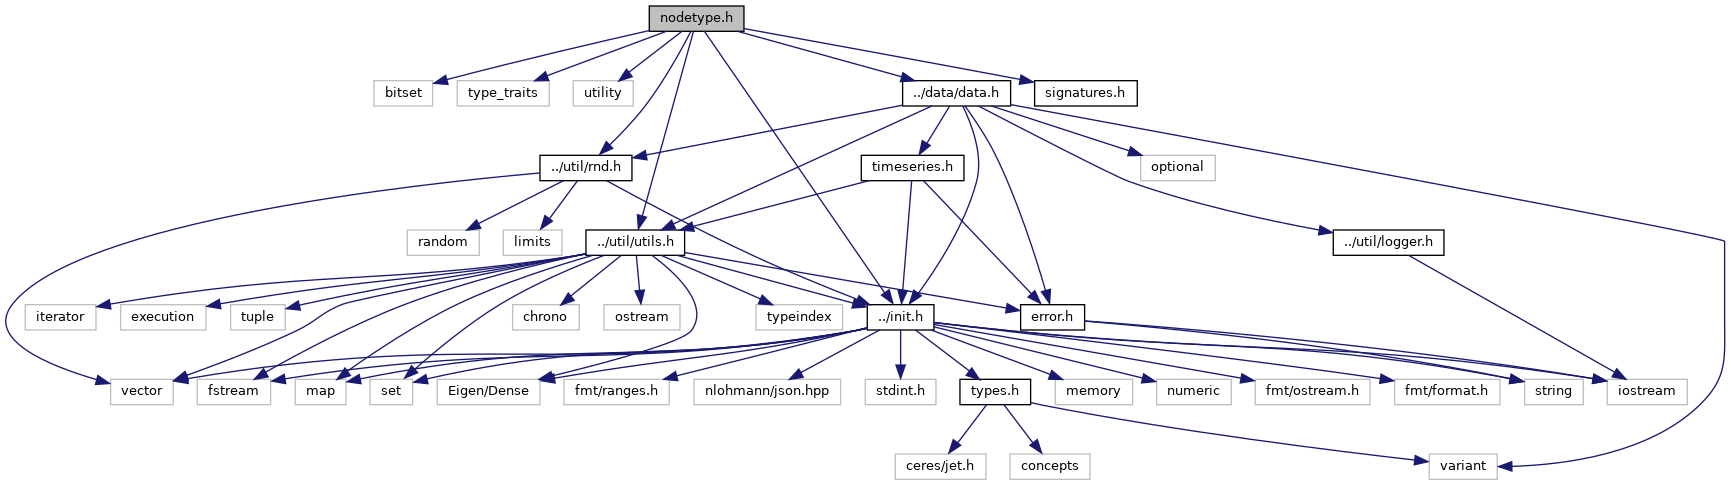 nodetype.h
bitset
type_traits
utility
../data/data.h
signatures.h
../util/rnd.h
timeseries.h
optional
random
limits
../util/utils.h
../util/logger.h
iterator
execution
tuple
chrono
ostream
typeindex
../init.h
error.h
vector
fstream
map
set
Eigen/Dense
fmt/ranges.h
nlohmann/json.hpp
stdint.h
types.h
memory
numeric
fmt/ostream.h
fmt/format.h
string
iostream
ceres/jet.h
concepts
variant